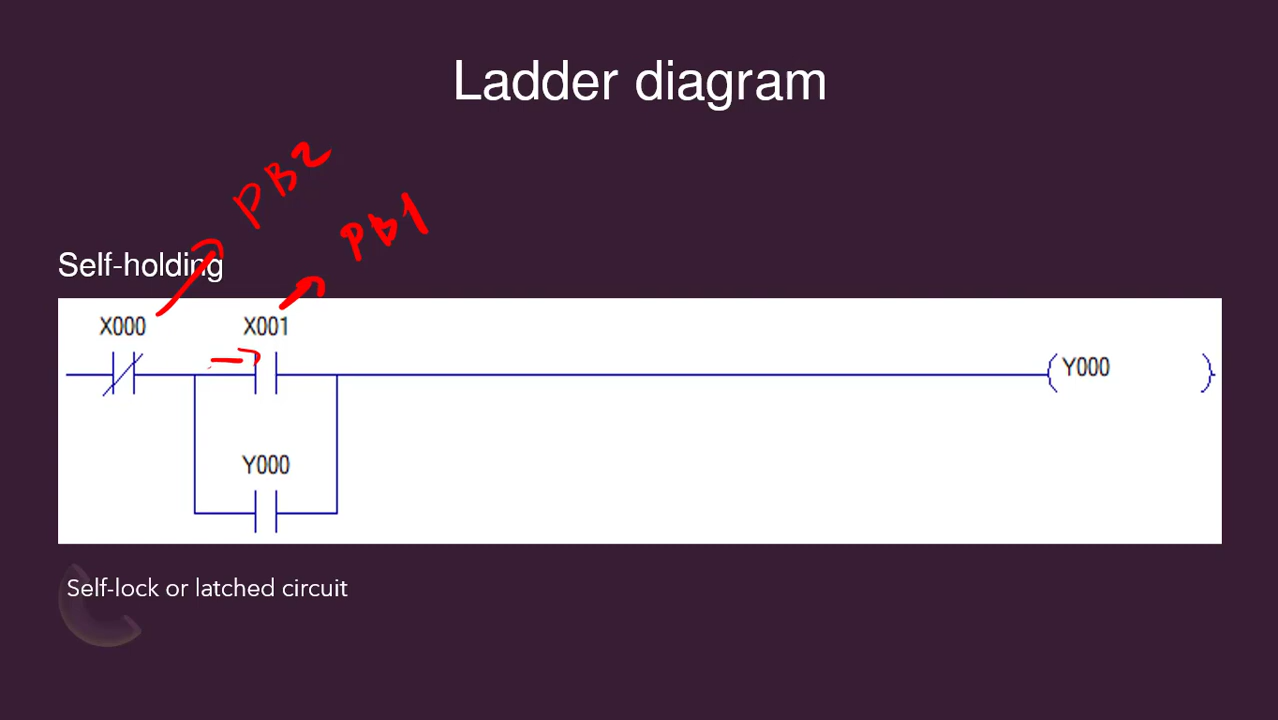 Ladder diagram
PB2
PB1
Self-holding
X000 X001
Y000
Y000
Self-lock or latched circuit